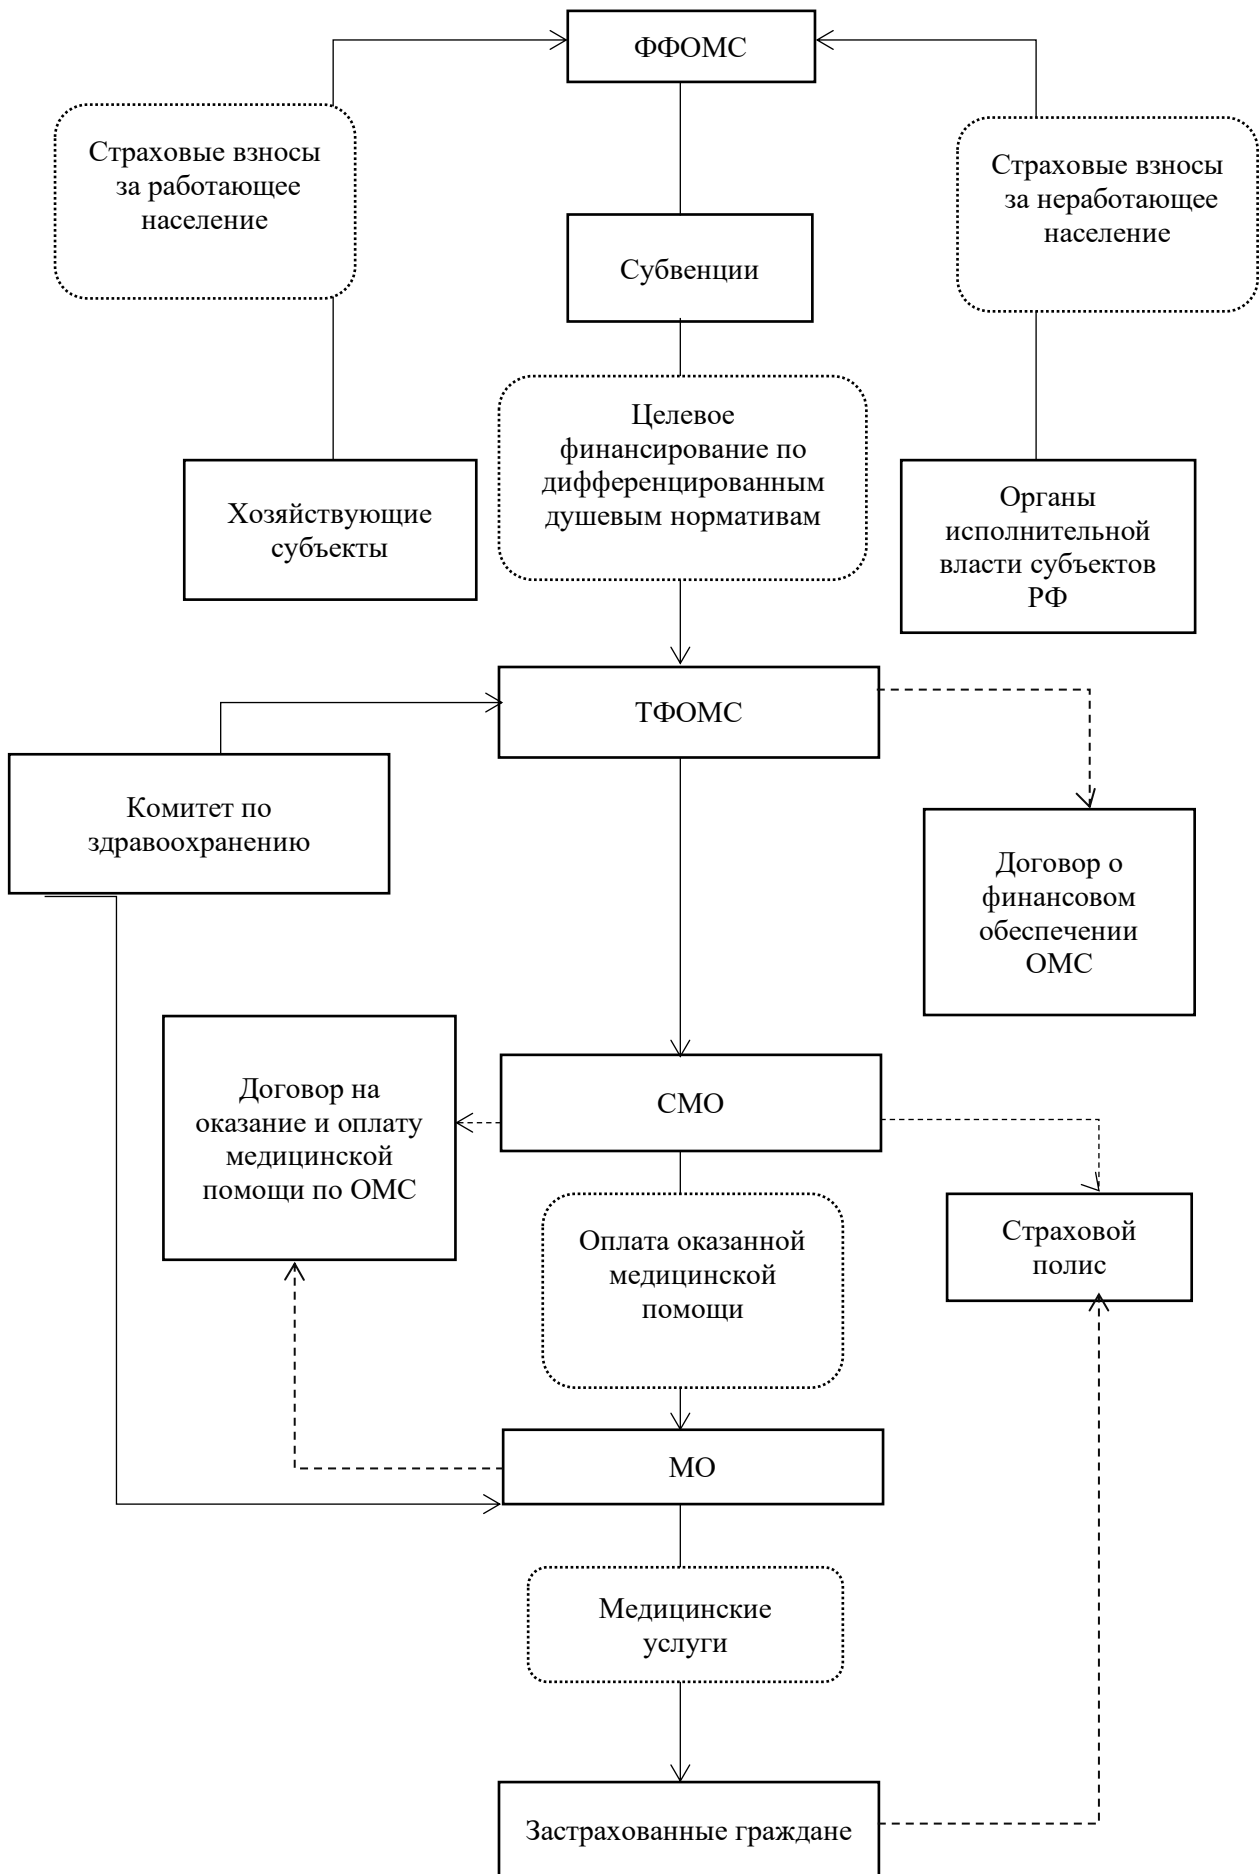 ФФОМС
Страховые взносы
за работающее
население
Страховые взносы
за неработающее
население
Субвенции
Целевое
финансирование по
дифференцированным
душевым нормативам
Хозяйствующие
субъекты
Органы
исполнительной
власти субъектов
РФ
ТФОМС
Комитет по
здравоохранению
Договор о
финансовом
обеспечении
ОМС
Договор на
оказание и оплату
медицинской
помощи по ОМС
СМО
Страховой
полис
Оплата оказанной
медицинской
помощи
МО
Медицинские
услуги
Застрахованные граждане